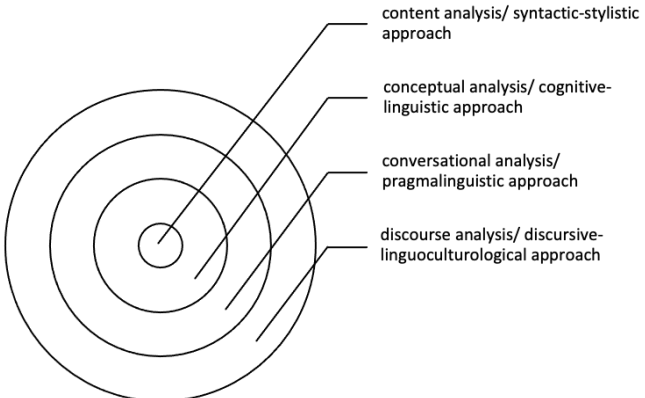 content analysis/ syntactic-stylistic
approach
conceptual analysis/ cognitive-
linguistic approach
conversational analysis/
pragmalinguistic approach
discourse analysis/ discursive-
linguoculturological approach